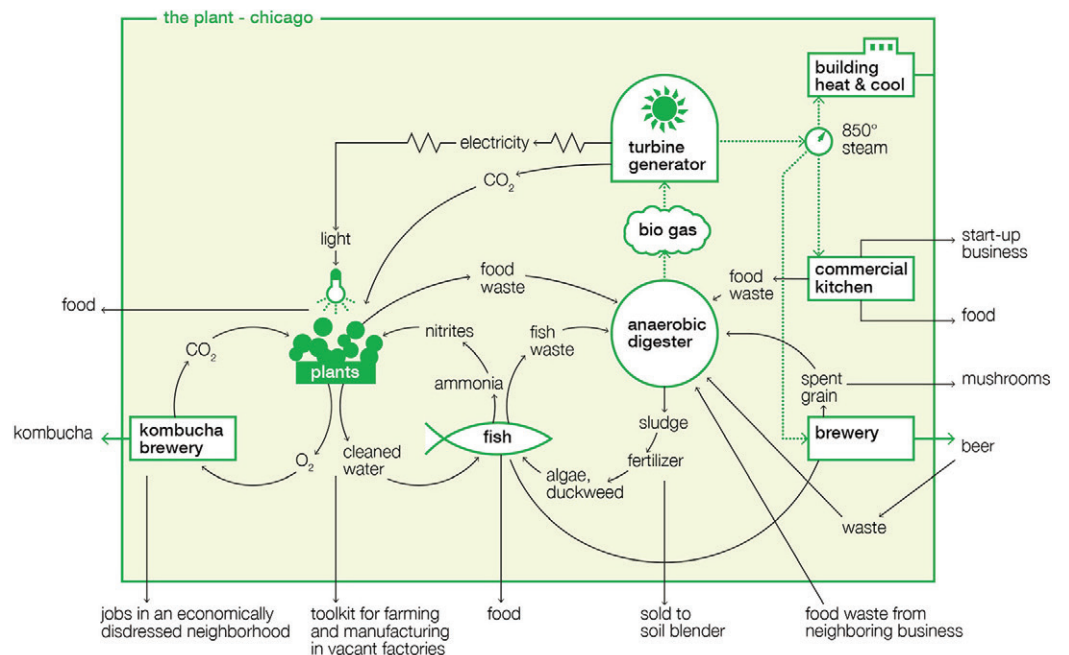 the plant - chicago
building
heat & cool
850°
steam
turbine
generator
electricity
CO₂
bio gas
light
start-up
business
commercial
kitchen
food
waste
food
waste
food
food
anaerobic
digester
nitrites
fish
waste
CO₂
plants
ammonia
spent
grain
mushrooms
kombucha
kombucha
brewery
O₂
cleaned
water
fish
sludge
fertilizer
algae,
duckweed
brewery
beer
waste
jobs in an economically
disdressed neighborhood
toolkit for farming
and manufacturing
in vacant factories
food
sold to
soil blender
food waste from
neighboring business